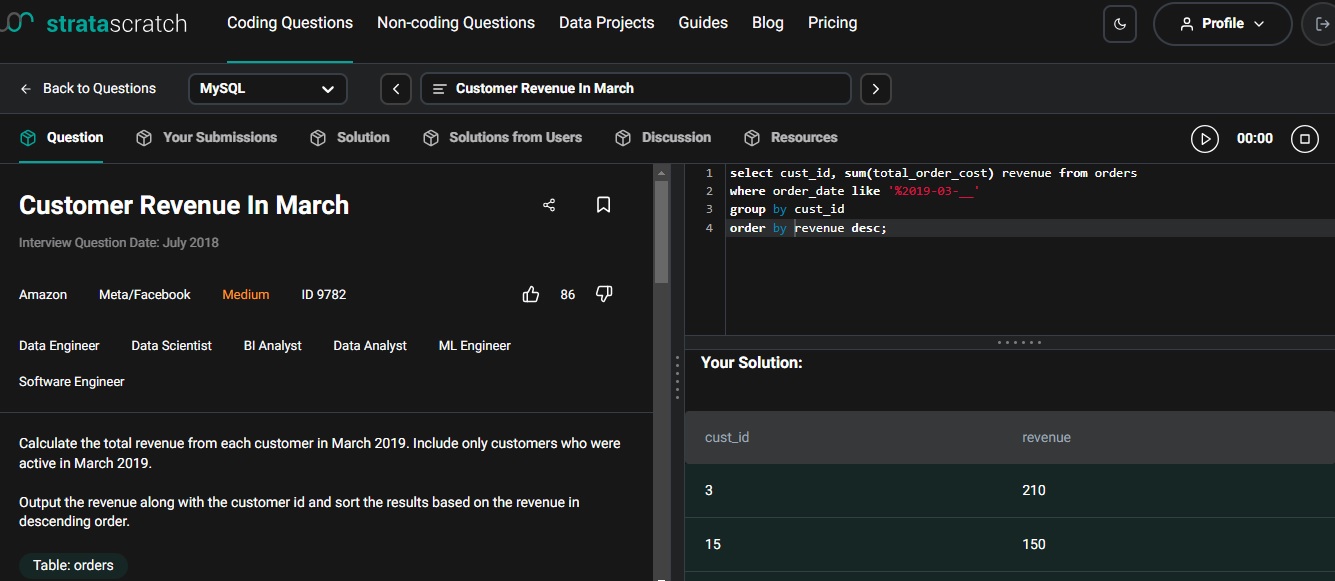 stratascratch
Coding Questions Non-coding Questions Data Projects Guides Blog Pricing
Profile
Back to Questions
MySQL
Customer Revenue In March
Question Your Submissions Solution Solutions from Users Discussion Resources
00:00
Customer Revenue In March
Interview Question Date: July 2018
Amazon Meta/Facebook Medium ID 9782
86
Data Engineer Data Scientist BI Analyst Data Analyst ML Engineer
Software Engineer
Calculate the total revenue from each customer in March 2019. Include only customers who were
active in March 2019.
Output the revenue along with the customer id and sort the results based on the revenue in
descending order.
Table: orders
1 select cust_id, sum(total_order_cost) revenue from orders
2 where order_date like '%2019-03-__'
3 group by cust_id
4 order by revenue desc;
Your Solution:
cust_id revenue
3 210
15 150